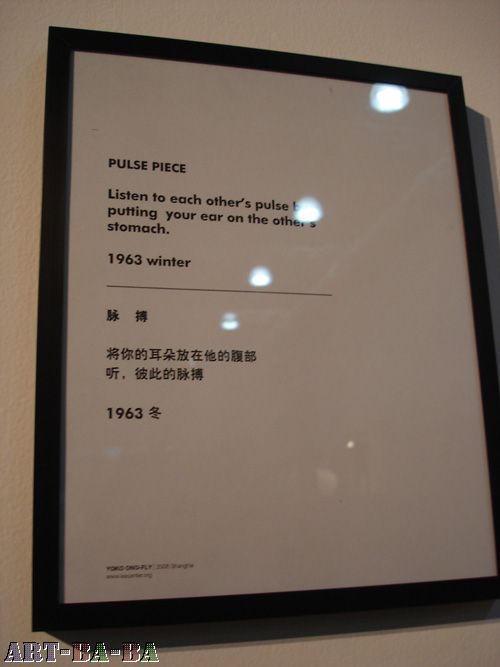 PULSE PIECE
Listen to each other's pulse
putting your ear on the other's
stomach.
1963 winter
脉 搏
将你的耳朵放在他的腹部
听，彼此的脉搏
1963 冬
YOKO ONO-FLY 2008 Shanghai
ART-BA-BA